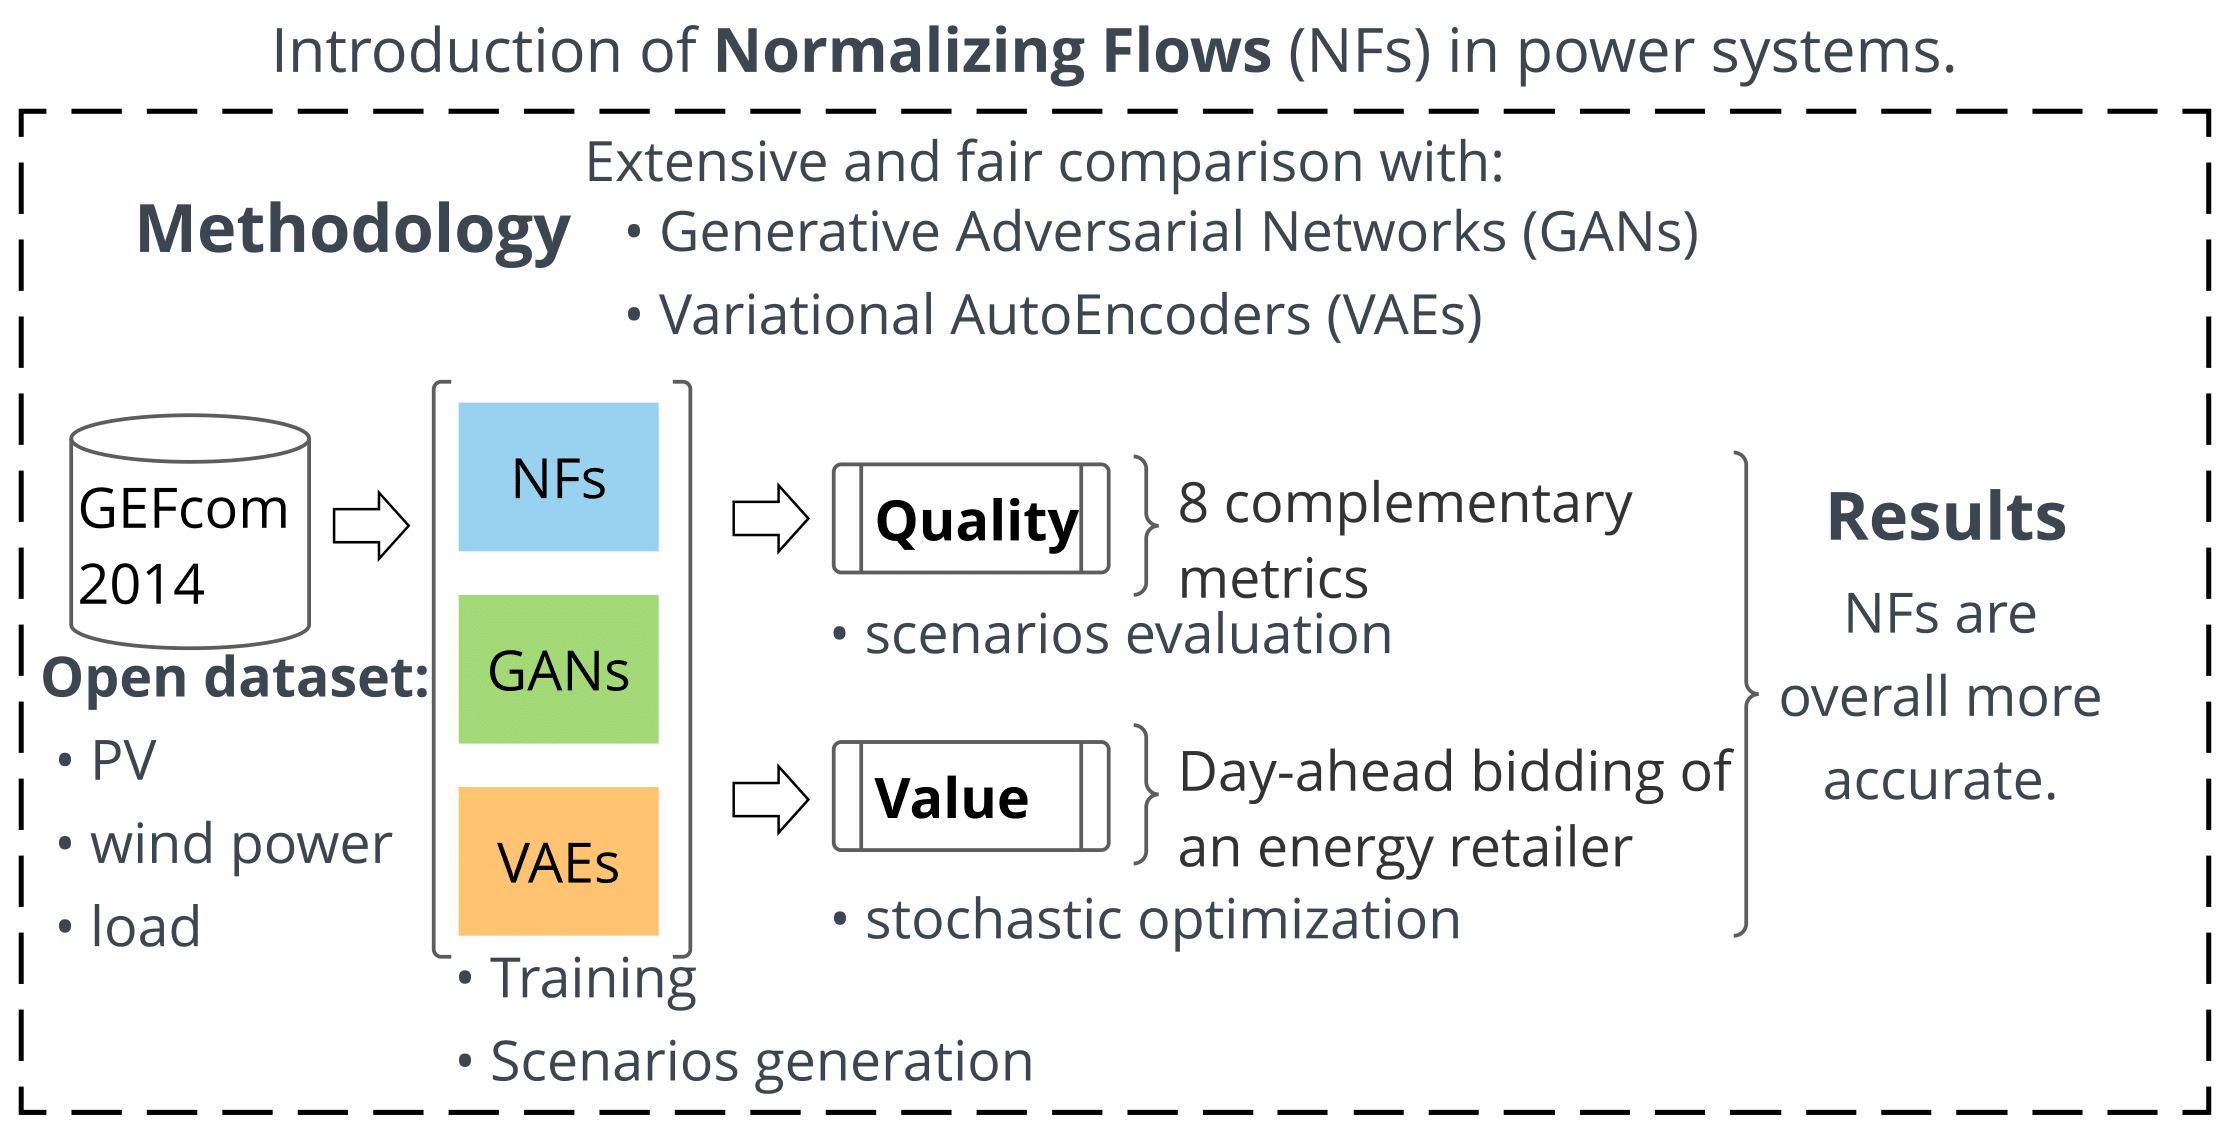 Introduction of Normalizing Flows (NFs) in power systems.
Methodology
Extensive and fair comparison with:
• Generative Adversarial Networks (GANs)
• Variational AutoEncoders (VAEs)
GEFcom
2014
Open dataset:
• PV
• wind power
• load
NFs
GANs
VAEs
• Training
• Scenarios generation
Quality
8 complementary
metrics
• scenarios evaluation
Value
Day-ahead bidding of
an energy retailer
• stochastic optimization
Results
NFs are
overall more
accurate.